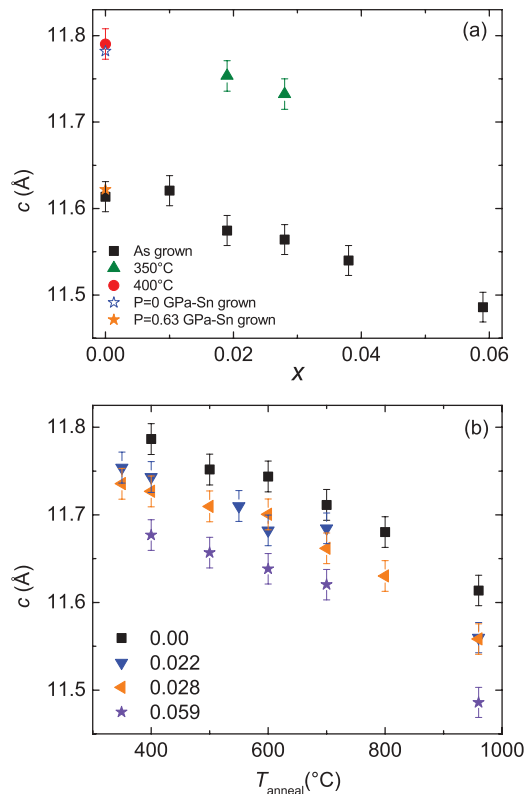 (a)
11.8
11.7
11.6
11.5
c (Å)
As grown
350°C
400°C
P=0 GPa-Sn grown
P=0.63 GPa-Sn grown
0.00 0.02 0.04 0.06
x
(b)
11.8
11.7
11.6
11.5
c (Å)
0.00
0.022
0.028
0.059
400 600 800 1000
Tanneal(°C)